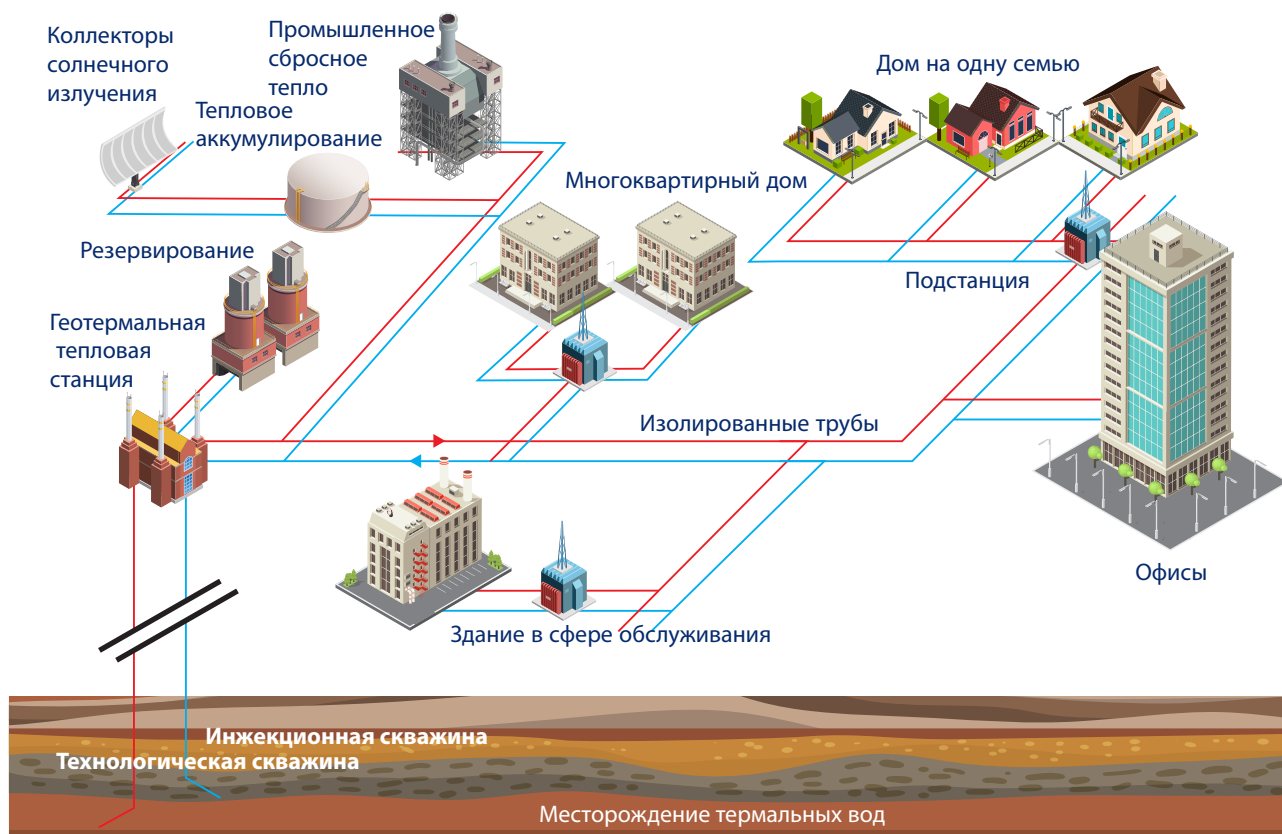 Коллекторы
солнечного
излучения
Промышленное
сбросное
тепло
Тепловое
аккумулирование
Дом на одну семью
Многоквартирный дом
Резервирование
Подстанция
Геотермальная
тепловая
станция
Изолированные трубы
Офисы
Здание в сфере обслуживания
Инжекционная скважина
Технологическая скважина
Месторождение термальных вод